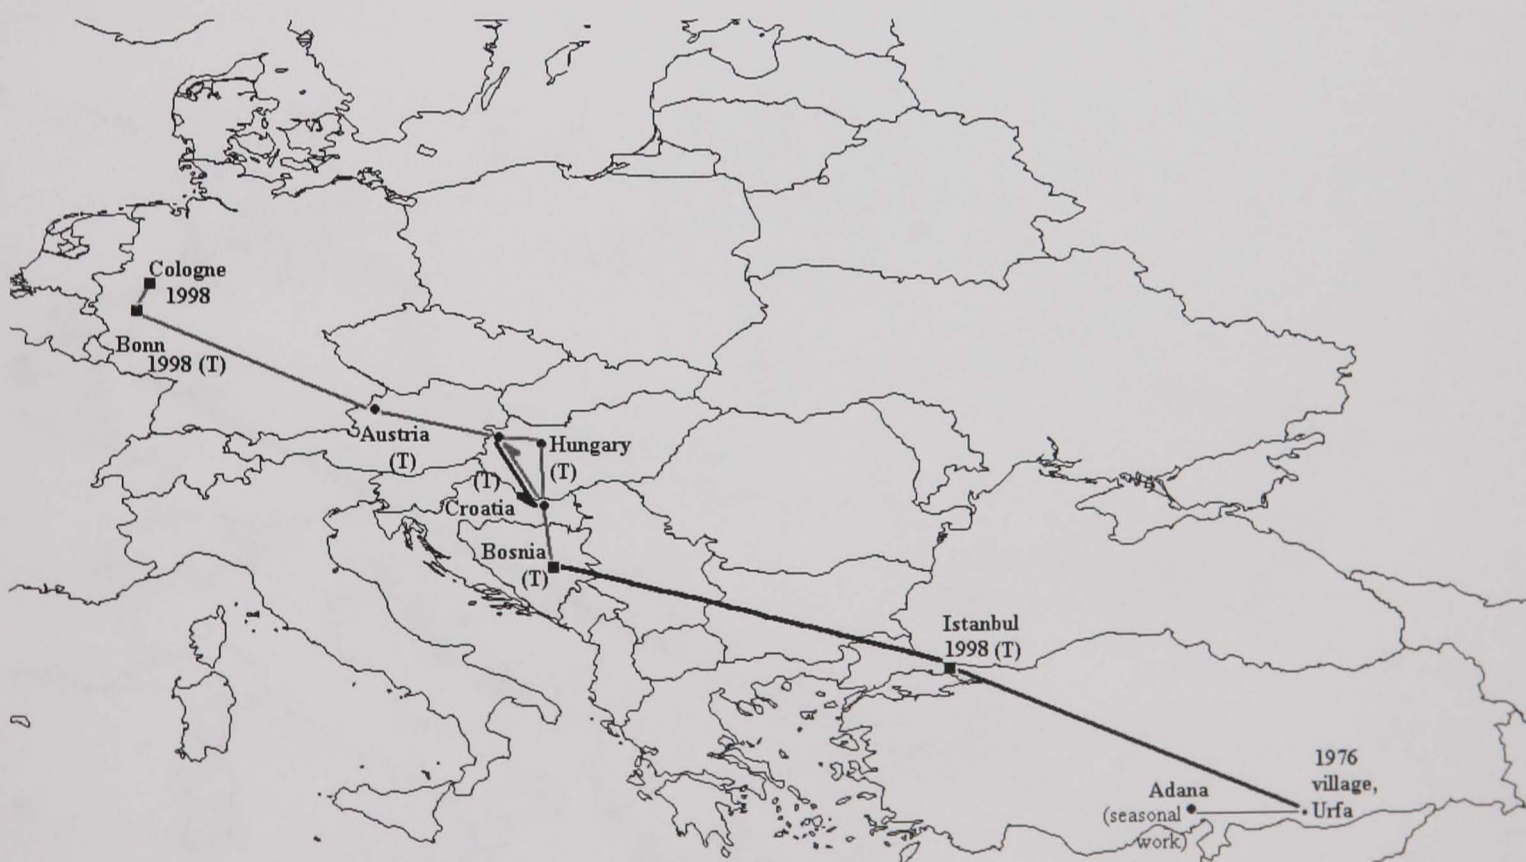 Cologne
1998
Bonn
1998 (T)
Austria
(T)
Hungary
(T)
(T)
Croatia
Bosnia
(T)
Istanbul
1998 (T)
1976
village,
Urfa
Adana
(seasonal
work)